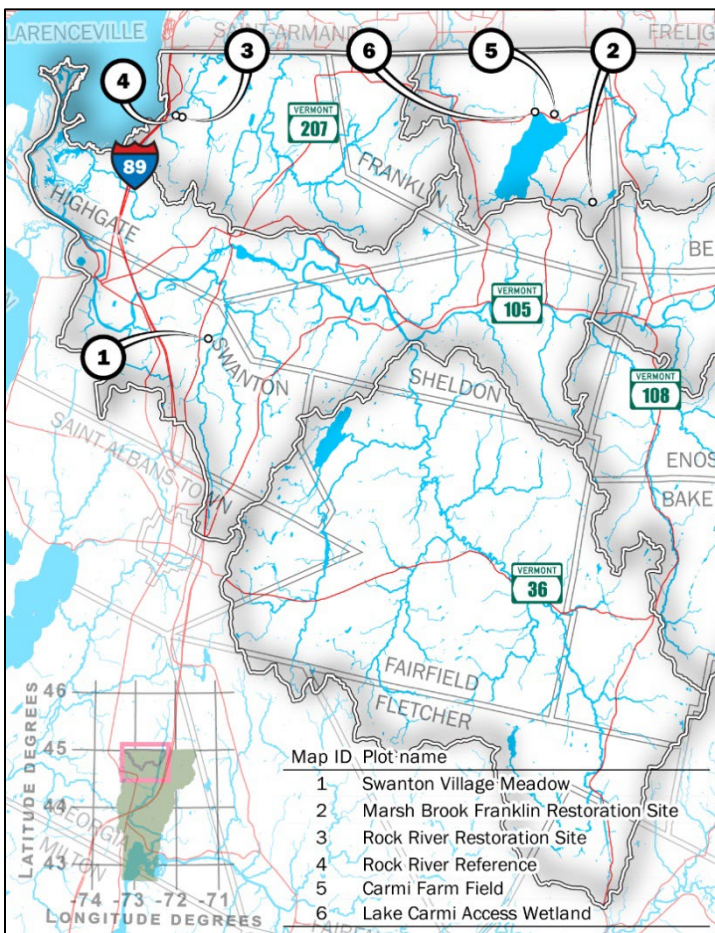 LARENCEVILLE
SAINT-ARMAND
FRELIG
4
3
6
5
2
VERMONT
207
89
FRANKLIN
HIGHGATE
BE
VERMONT
105
1
SWANTON
SHELDON
VERMONT
108
SAINT ALBANS TOWN
ENOS
BAKE
VERMONT
36
FAIRFIELD
FLETCHER
LATITUDE DEGREES
46
45
44
43
GEORGIA
MILTON
-74 -73 -72 -71
LONGITUDE DEGREES
Map ID Plot name
1 Swanton Village Meadow
2 Marsh Brook Franklin Restoration Site
3 Rock River Restoration Site
4 Rock River Reference
5 Carmi Farm Field
6 Lake Carmi Access Wetland